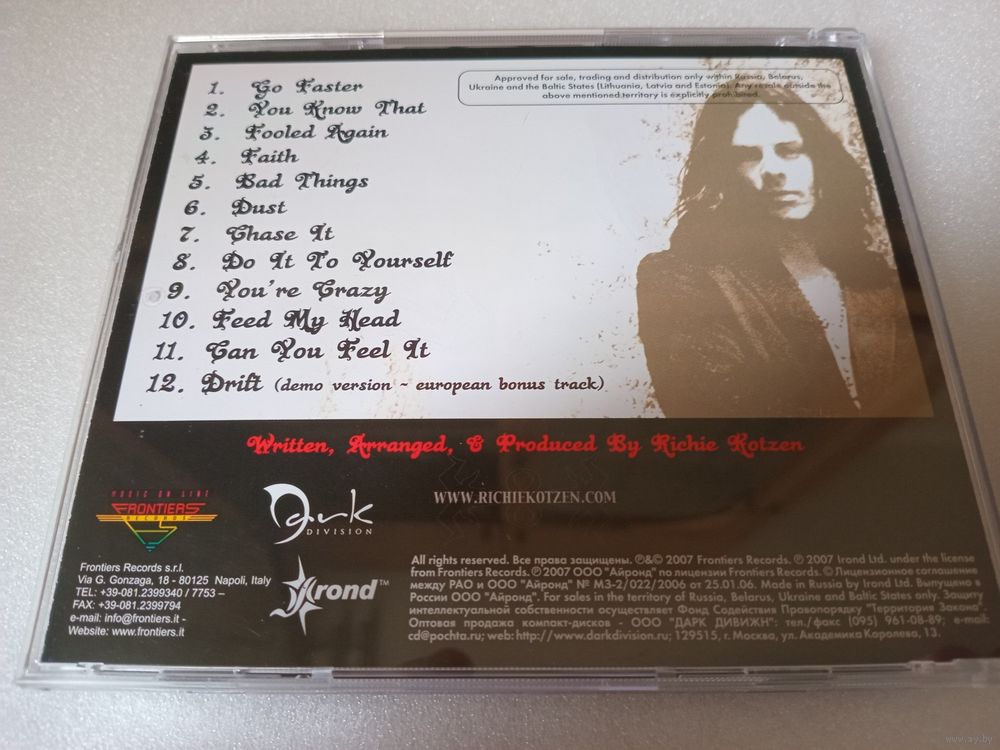 Approved for sale, trading and distribution only within Russia, Belarus,
Ukraine and the Baltic States (Lithuania, Latvia and Estonia). Any resale outside the
above mentioned territory is explicitly prohibited.
1. Go Faster
2. You Know That
3. Fooled Again
4. Faith
5. Bad Things
6. Dust
7. Chase It
8. Do It To Yourself
9. You're Crazy
10. Feed My Head
11. Can You Feel It
12. Drift (demo version ~ european bonus track)
Written, Arranged, & Produced By Richie Kotzen
WWW.RICHIEKOTZEN.COM
MUSIC ON LINE
FRONTIERS
RECORDS
Dark
DIVISION
Irond™
Frontiers Records s.r.l.
Via G. Gonzaga, 18 - 80125 Napoli, Italy
TEL: +39-081.2399340 / 7753 –
FAX: +39-081.2399794
e-mail: info@frontiers.it -
Website: www.frontiers.it
All rights reserved. Все права защищены. ℗&© 2007 Frontiers Records. ℗ 2007 Irond Ltd. under the license
from Frontiers Records. ℗ 2007 ООО "Айронд" по лицензии Frontiers Records. © Лицензионное соглашение
между РАО и ООО "Айронд" № МЗ-2/022/2006 от 25.01.06. Made in Russia by Irond Ltd. Выпущено в
России ООО "Айронд". For sales in the territory of Russia, Belarus, Ukraine and Baltic States only. Защиту
интеллектуальной собственности осуществляет Фонд Содействия Правопорядку "Территория Закона".
Оптовая продажа компакт-дисков - ООО "ДАРК ДИВИЖН": тел./факс (095) 961-08-89; e-mail:
cd@pochta.ru; web: http://www.darkdivision.ru; 129515, г. Москва, ул. Академика Королева, 13.
www.ay.by